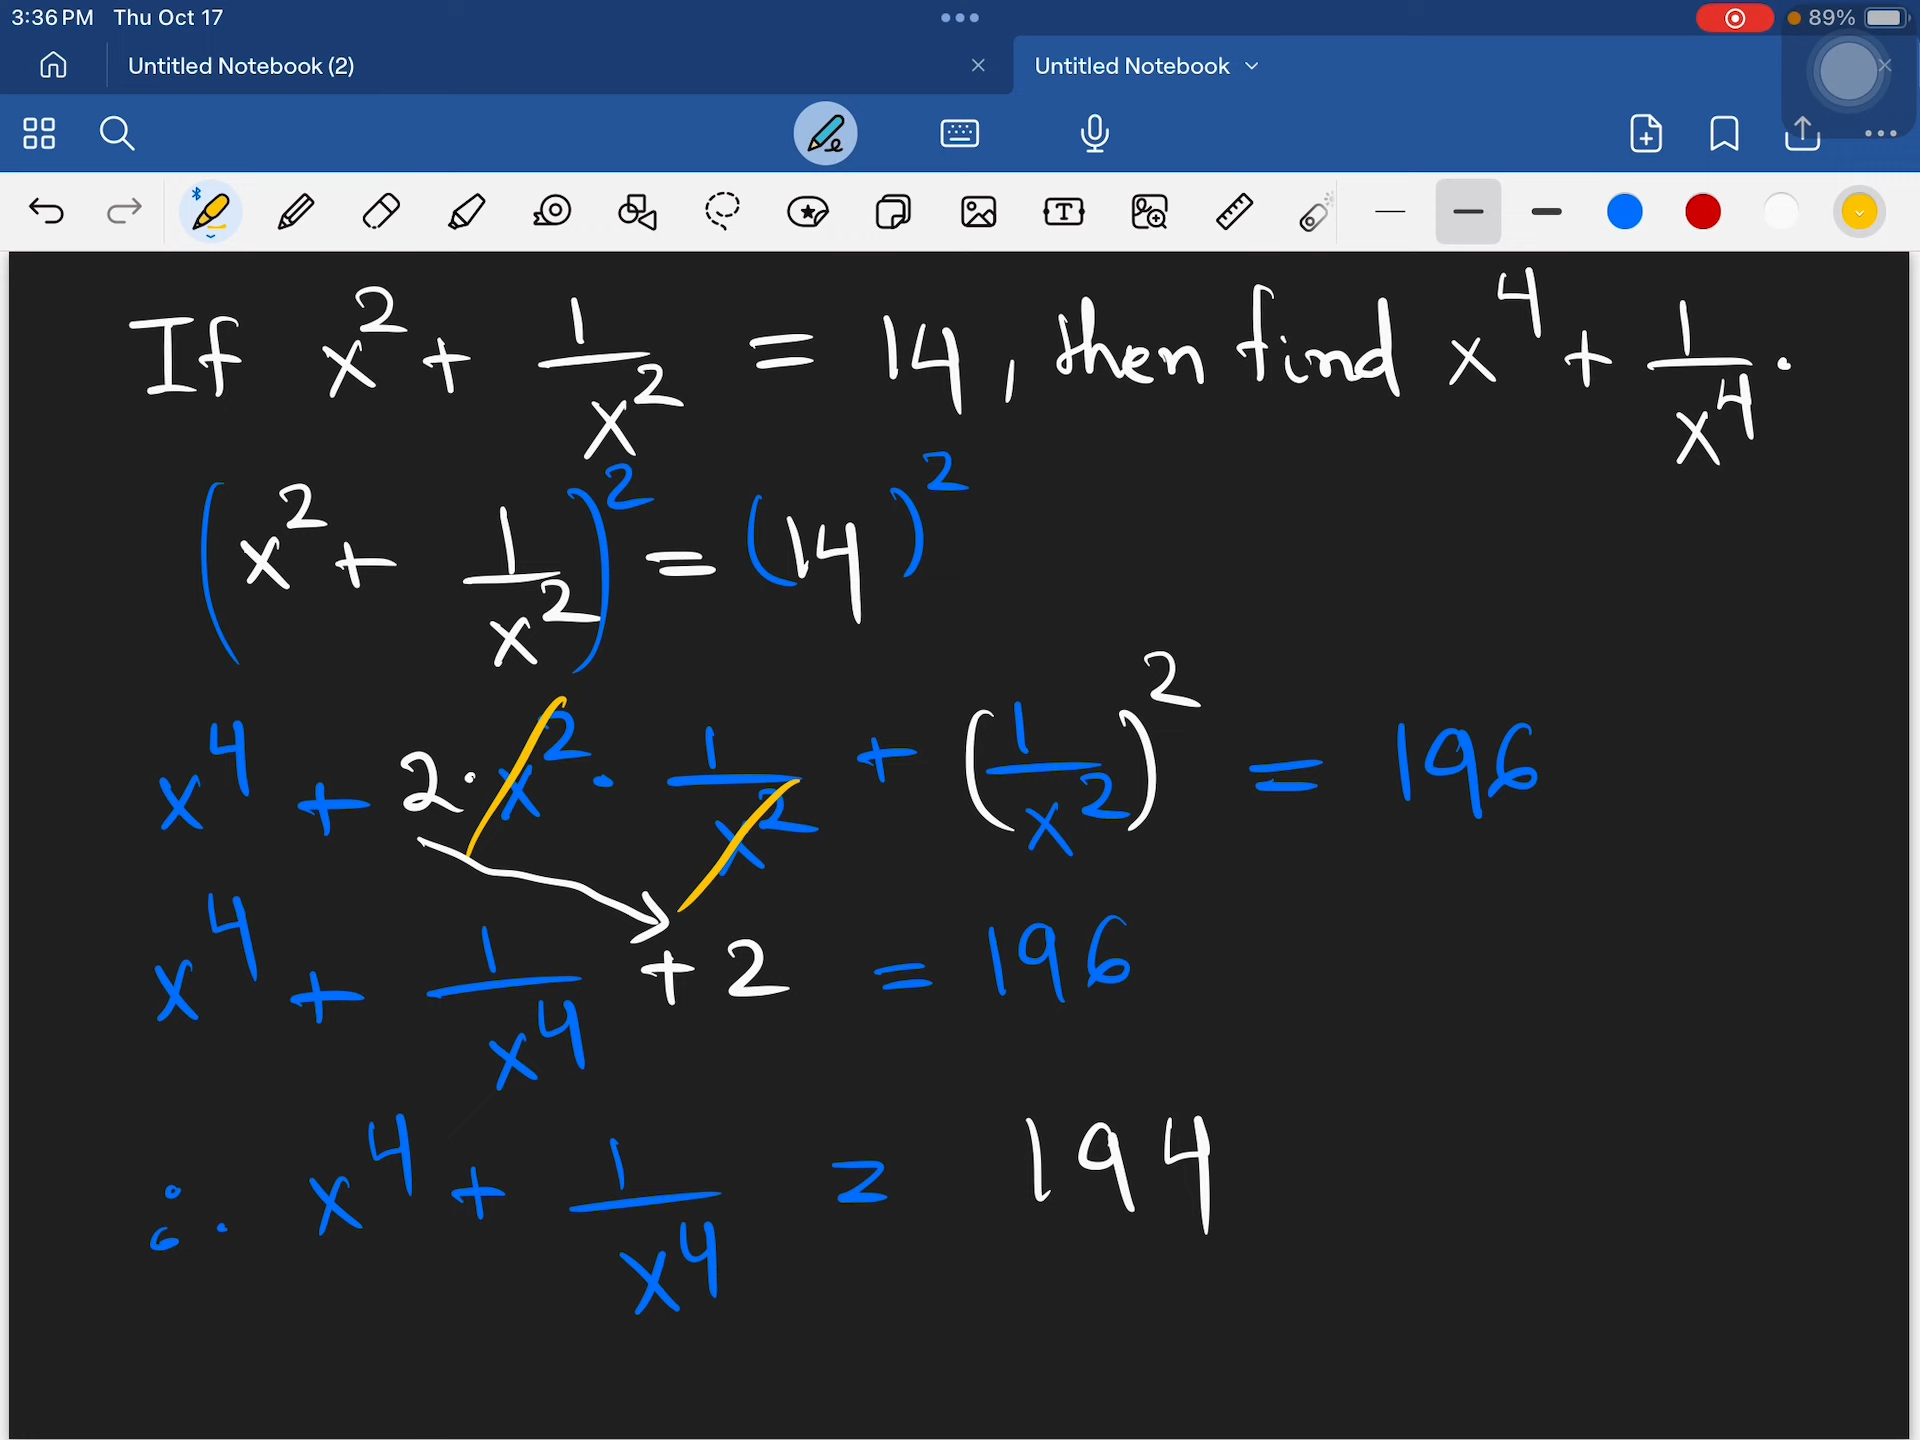 3:36 PM Thu Oct 17
89%
Untitled Notebook (2)
Untitled Notebook
If x² + 1/x² = 14, then find x⁴ + 1/x⁴.
(x² + 1/x²)² = (14)²
x⁴ + 2 · x² · 1/x² + (1/x²)² = 196
x⁴ + 1/x⁴ + 2 = 196
∴ x⁴ + 1/x⁴ = 194